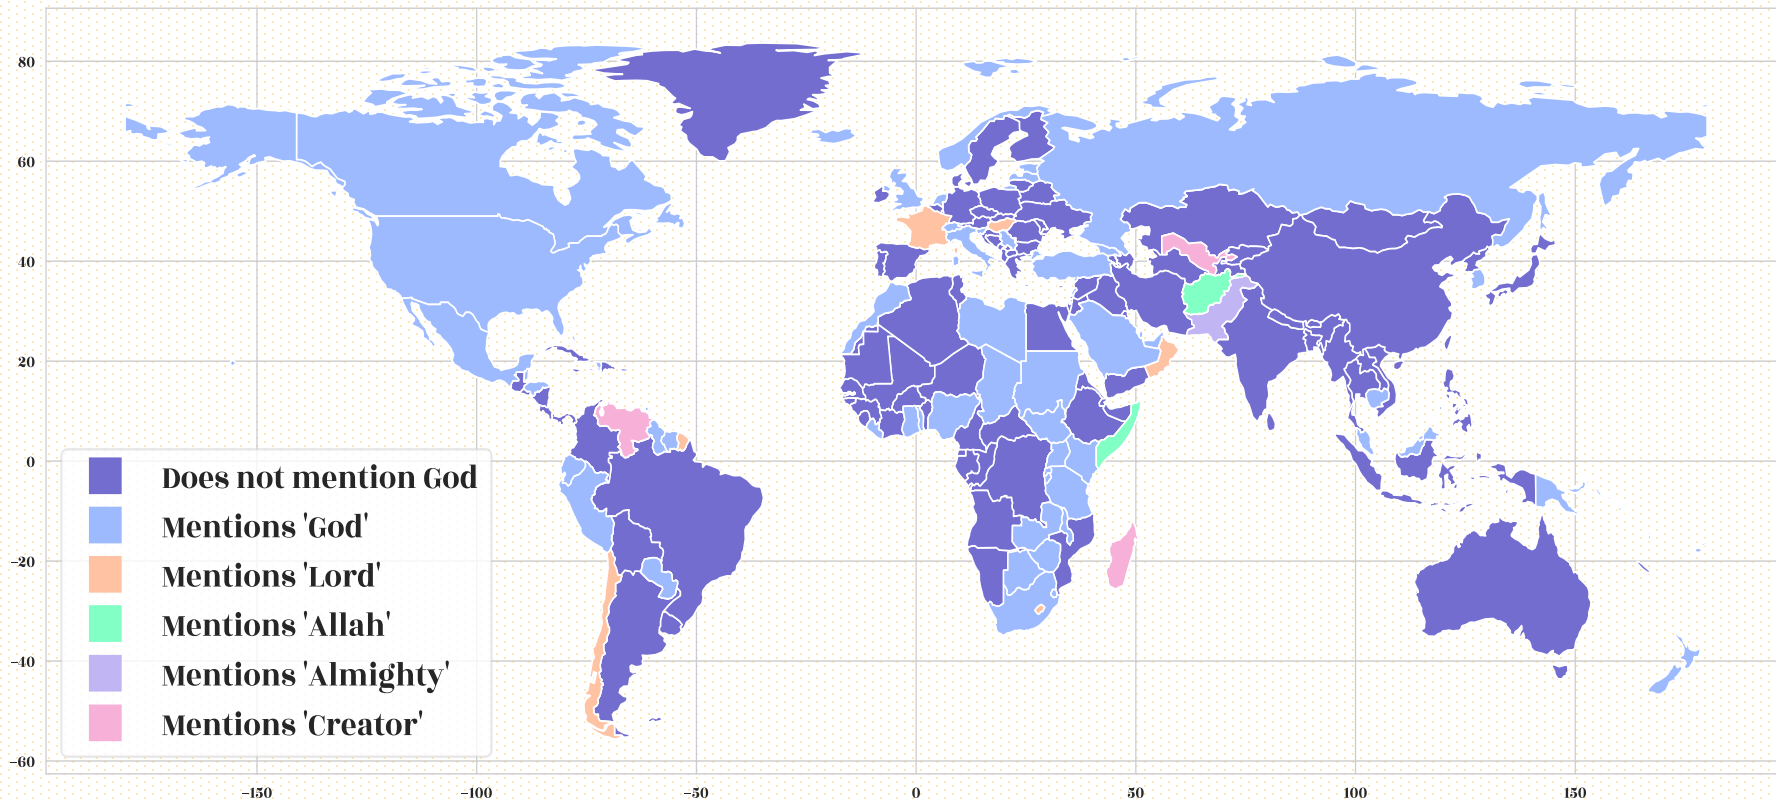 80
60
40
20
0
−20
−40
−60
Does not mention God
Mentions 'God'
Mentions 'Lord'
Mentions 'Allah'
Mentions 'Almighty'
Mentions 'Creator'
−150
−100
−50
0
50
100
150